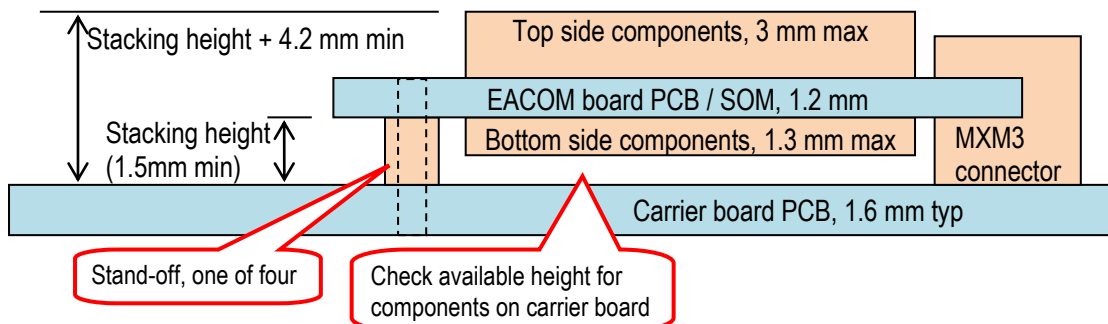 Stacking height + 4.2 mm min
Top side components, 3 mm max
EACOM board PCB / SOM, 1.2 mm
Stacking height
(1.5mm min)
Bottom side components, 1.3 mm max
MXM3
connector
Carrier board PCB, 1.6 mm typ
Stand-off, one of four
Check available height for
components on carrier board